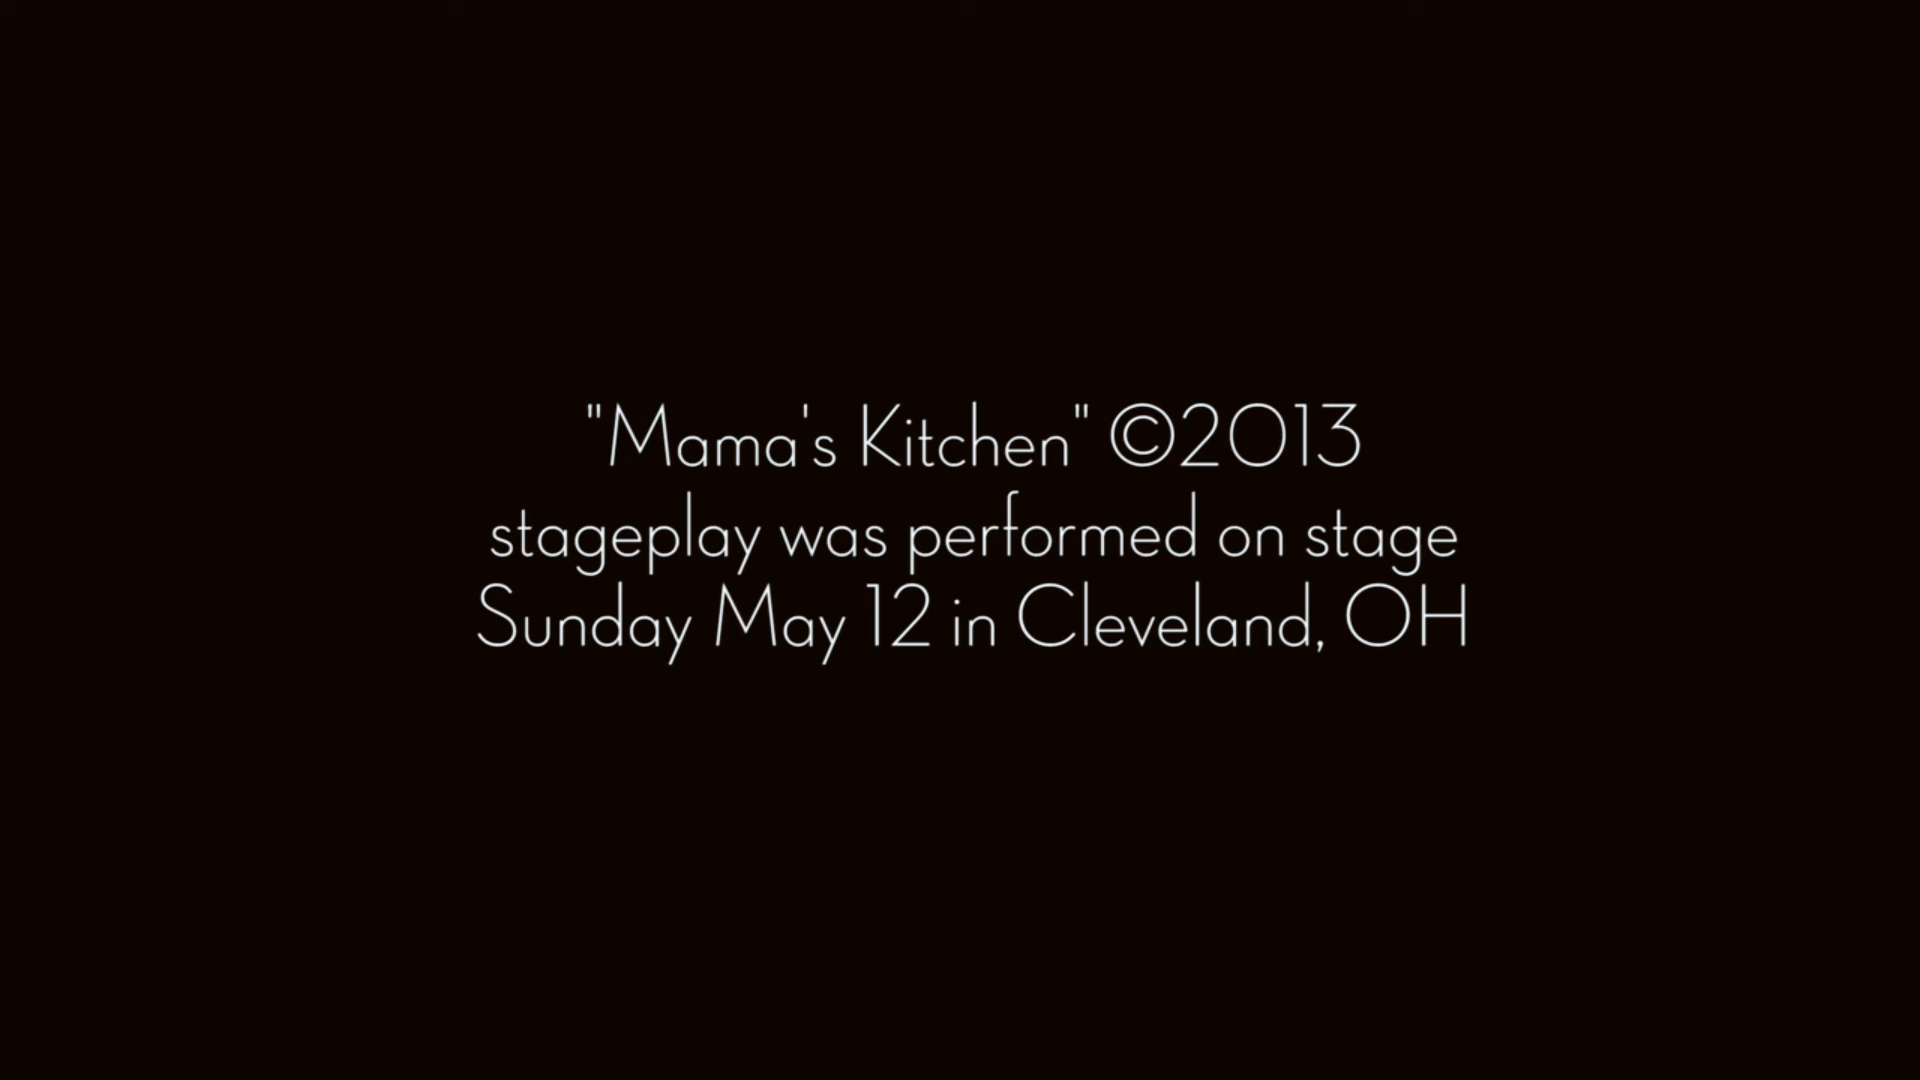 "Mama's Kitchen" ©2013
stageplay was performed on stage
Sunday May 12 in Cleveland, OH